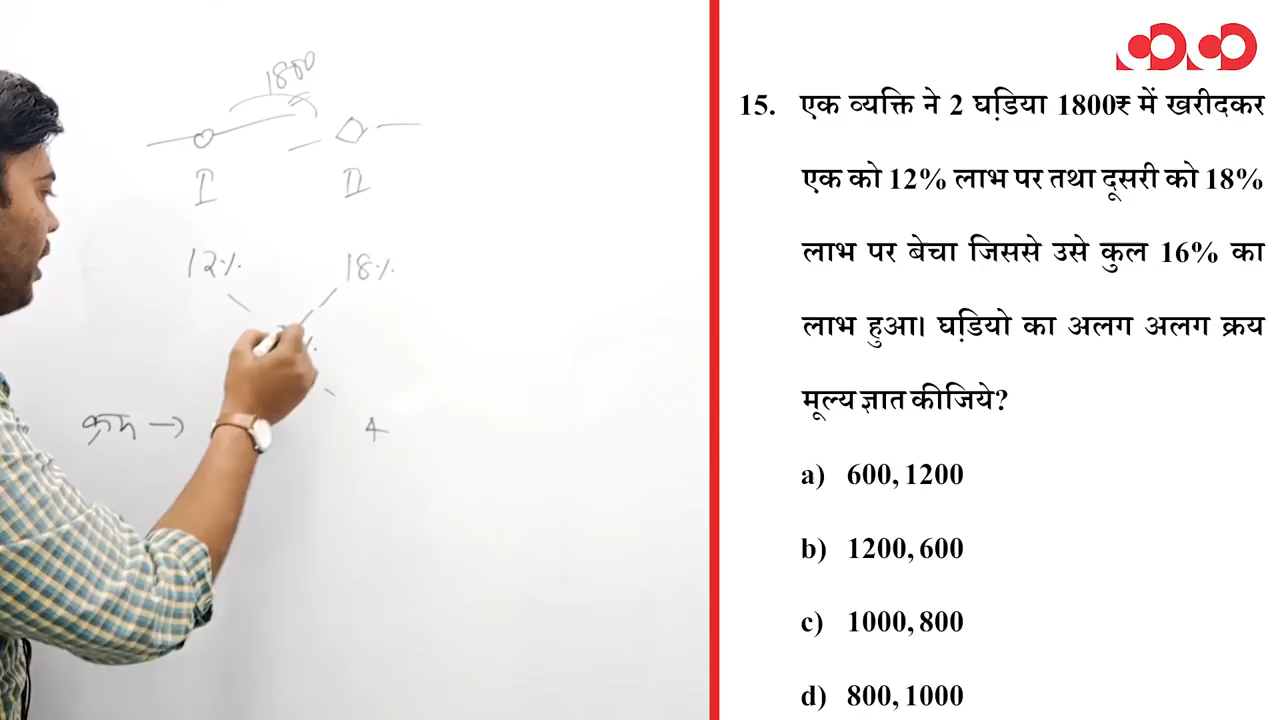 1800
I II
12% 18%
क्रय → 4
15. एक व्यक्ति ने 2 घडि़या 1800₹ में खरीदकर
एक को 12% लाभ पर तथा दूसरी को 18%
लाभ पर बेचा जिससे उसे कुल 16% का
लाभ हुआ। घडि़यो का अलग अलग क्रय
मूल्य ज्ञात कीजिये?
a) 600, 1200
b) 1200, 600
c) 1000, 800
d) 800, 1000